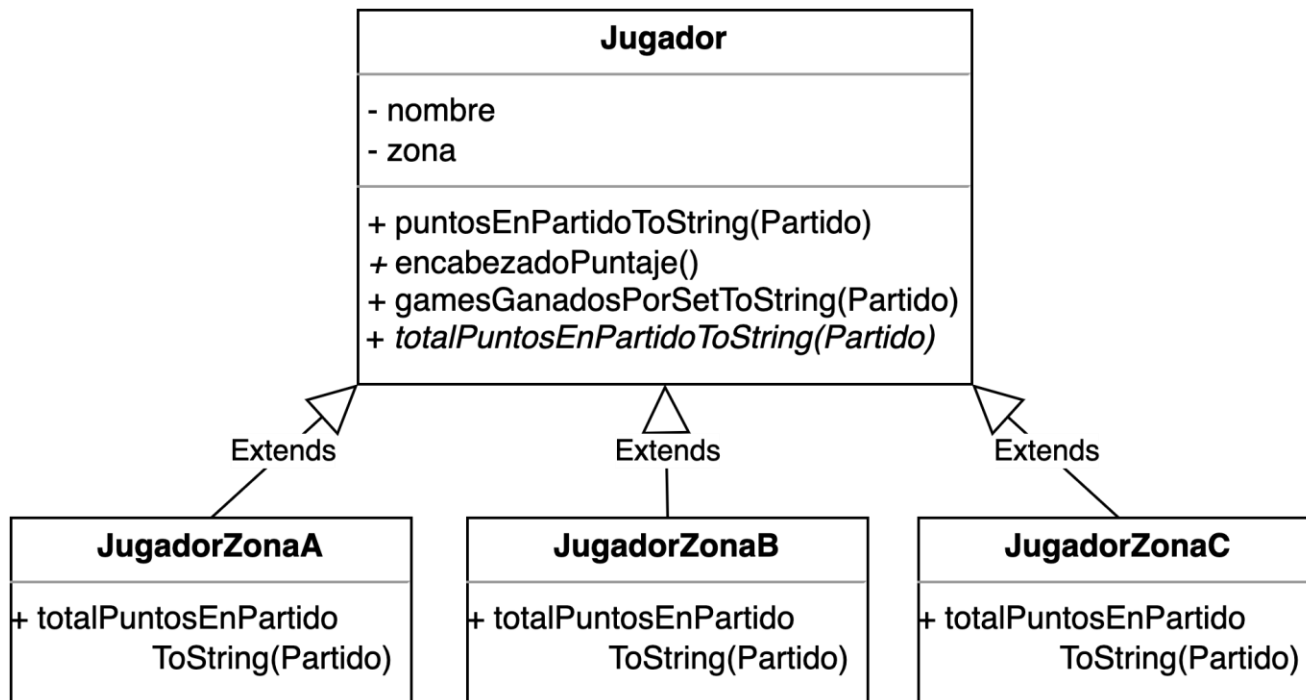 Jugador
- nombre
- zona
+ puntosEnPartidoToString(Partido)
+ encabezadoPuntaje()
+ gamesGanadosPorSetToString(Partido)
+ totalPuntosEnPartidoToString(Partido)
Extends
Extends
Extends
JugadorZonaA
+ totalPuntosEnPartido
ToString(Partido)
JugadorZonaB
+ totalPuntosEnPartido
ToString(Partido)
JugadorZonaC
+ totalPuntosEnPartido
ToString(Partido)